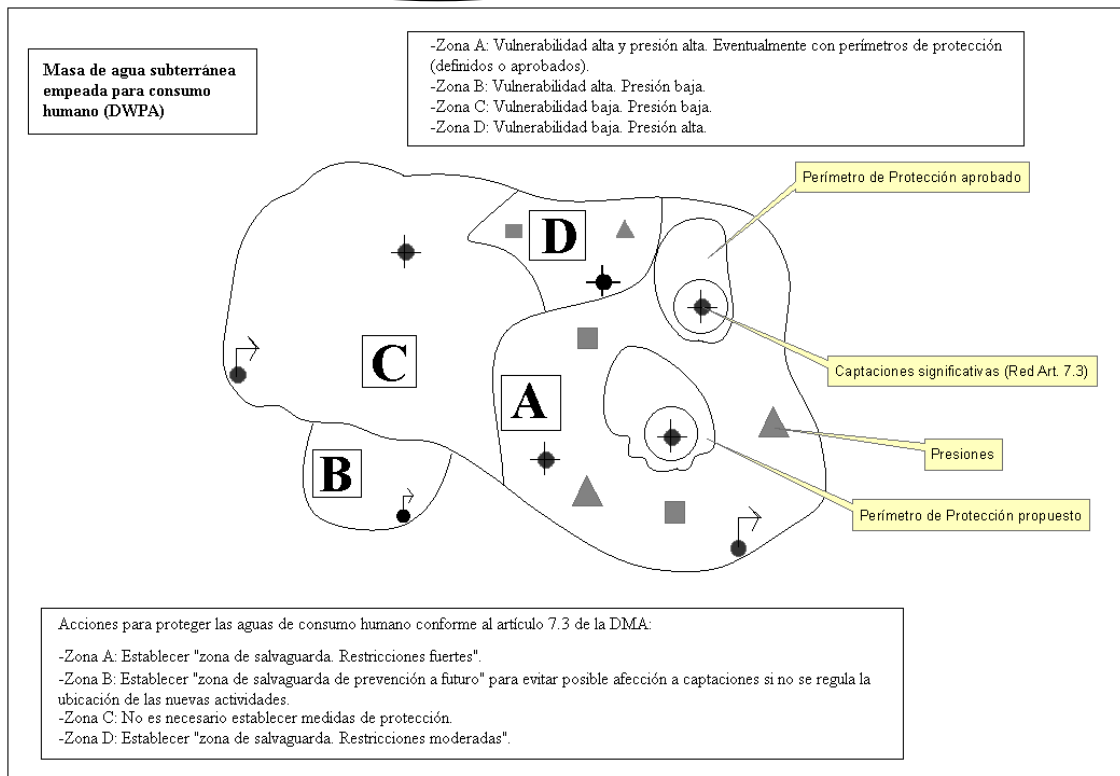 Masa de agua subterránea
empeada para consumo
humano (DWPA)
-Zona A: Vulnerabilidad alta y presión alta. Eventualmente con perímetros de protección
(definidos o aprobados).
-Zona B: Vulnerabilidad alta. Presión baja.
-Zona C: Vulnerabilidad baja. Presión baja.
-Zona D: Vulnerabilidad baja. Presión alta.
Perímetro de Protección aprobado
D
C
Captaciones significativas (Red Art. 7.3)
A
Presiones
B
Perímetro de Protección propuesto
Acciones para proteger las aguas de consumo humano conforme al artículo 7.3 de la DMA:
-Zona A: Establecer "zona de salvaguarda. Restricciones fuertes".
-Zona B: Establecer "zona de salvaguarda de prevención a futuro" para evitar posible afección a captaciones si no se regula la
ubicación de las nuevas actividades.
-Zona C: No es necesario establecer medidas de protección.
-Zona D: Establecer "zona de salvaguarda. Restricciones moderadas".